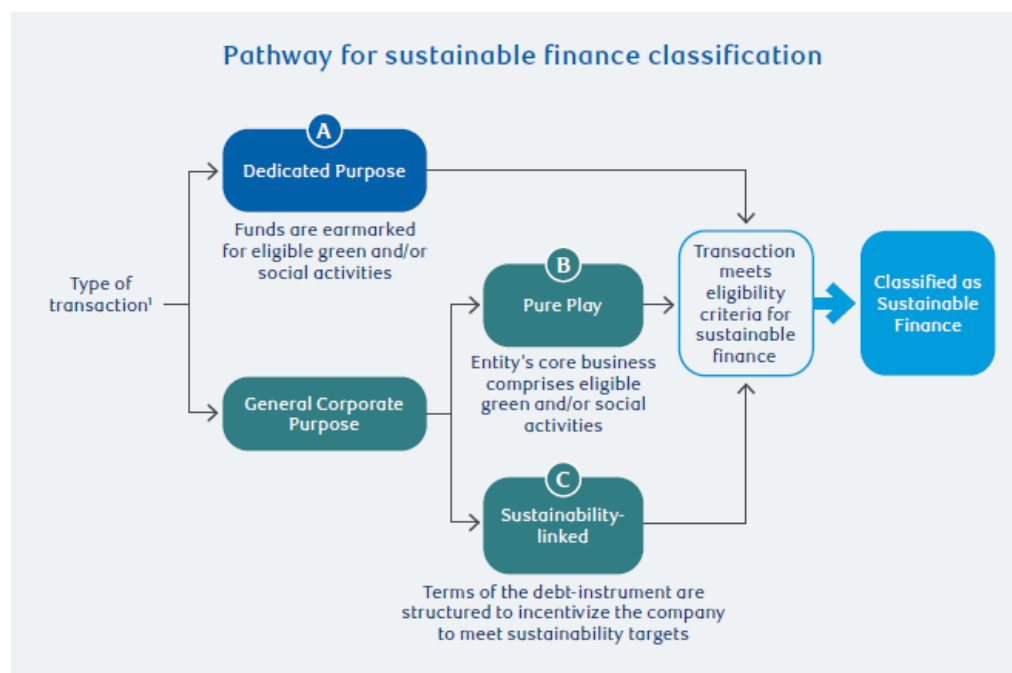 Pathway for sustainable finance classification
A
Dedicated Purpose
Funds are earmarked
for eligible green and/or
social activities
Type of
transaction¹
B
Pure Play
Entity's core business
comprises eligible
green and/or social
activities
General Corporate
Purpose
C
Sustainability-
linked
Terms of the debt-instrument are
structured to incentivize the company
to meet sustainability targets
Transaction
meets
eligibility
criteria for
sustainable
finance
Classified as
Sustainable
Finance